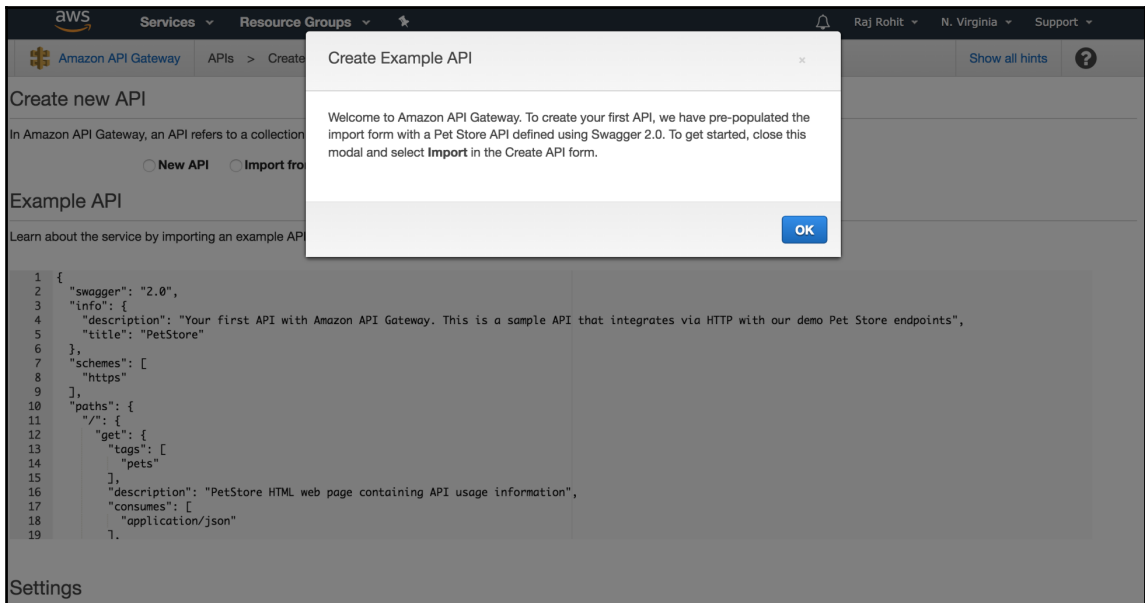 aws Services Resource Groups Raj Rohit N. Virginia Support
Amazon API Gateway APIs > Create Show all hints ?
Create Example API ×
Create new API
Welcome to Amazon API Gateway. To create your first API, we have pre-populated the
import form with a Pet Store API defined using Swagger 2.0. To get started, close this
modal and select Import in the Create API form.
In Amazon API Gateway, an API refers to a collection
New API Import fro
Example API
OK
Learn about the service by importing an example API
1 {
2 "swagger": "2.0",
3 "info": {
4 "description": "Your first API with Amazon API Gateway. This is a sample API that integrates via HTTP with our demo Pet Store endpoints",
5 "title": "PetStore"
6 },
7 "schemes": [
8 "https"
9 ],
10 "paths": {
11 "/": {
12 "get": {
13 "tags": [
14 "pets"
15 ],
16 "description": "PetStore HTML web page containing API usage information",
17 "consumes": [
18 "application/json"
19 ],
Settings